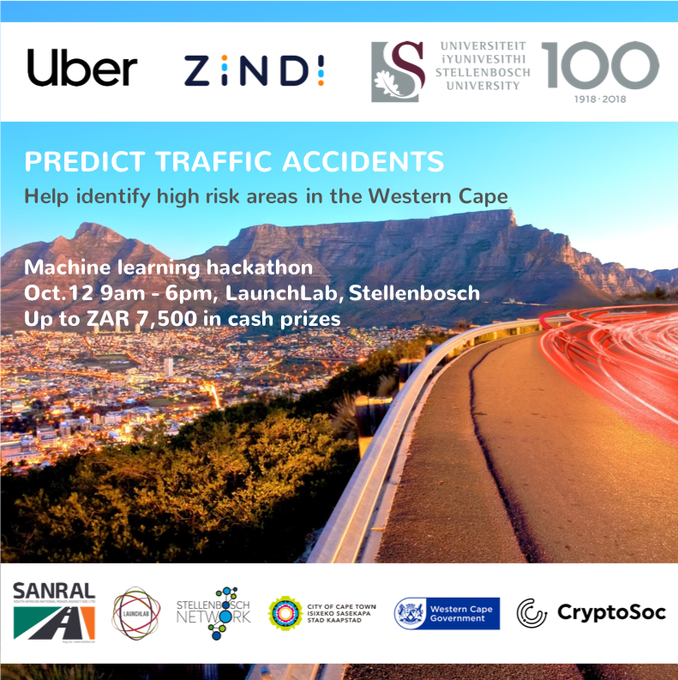 Uber
ZINDI
UNIVERSITEIT
iYUNIVESITHI
STELLENBOSCH
UNIVERSITY
100
1918·2018
PREDICT TRAFFIC ACCIDENTS
Help identify high risk areas in the Western Cape
Machine learning hackathon
Oct.12 9am - 6pm, LaunchLab, Stellenbosch
Up to ZAR 7,500 in cash prizes
SANRAL
LAUNCHLAB
STELLENBOSCH
NETWORK
CITY OF CAPE TOWN
ISIXEKO SASEKAPA
STAD KAAPSTAD
Western Cape
Government
CryptoSoc